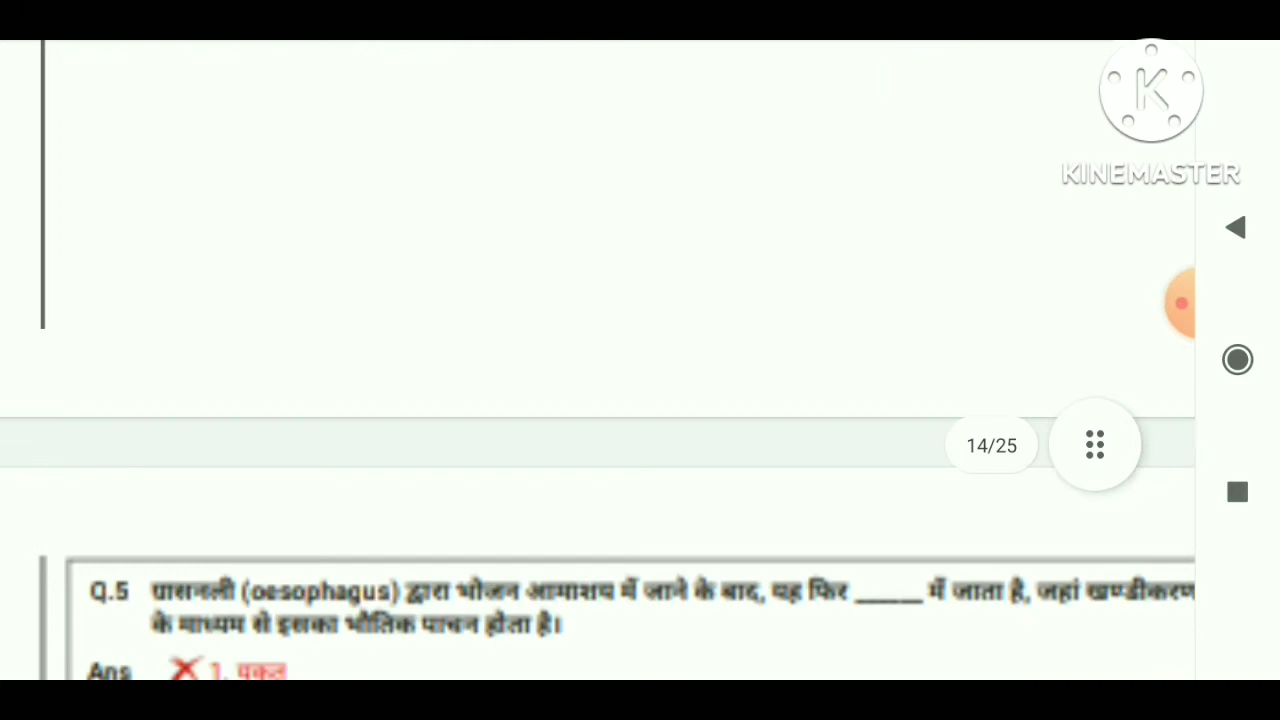 KINEMASTER
14/25
Q.5 ग्रासनली (oesophagus) द्वारा भोजन आमाशय में जाने के बाद, यह फिर ______ में जाता है, जहां खण्डीकरण
के माध्यम से इसका भौतिक पाचन होता है।
Ans 1. यकृत